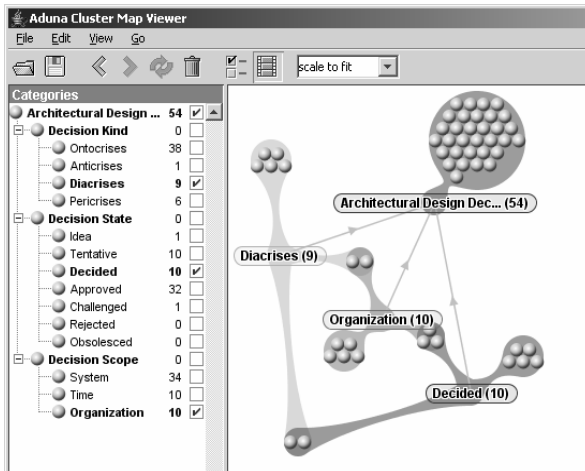 Aduna Cluster Map Viewer
File Edit View Go
scale to fit
Categories
Architectural Design ... 54
Decision Kind 0
Ontocrises 38
Anticrises 1
Diacrises 9
Pericrises 6
Decision State 0
Idea 1
Tentative 10
Decided 10
Approved 32
Challenged 1
Rejected 0
Obsolesced 0
Decision Scope 0
System 34
Time 10
Organization 10
Architectural Design Dec... (54)
Diacrises (9)
Organization (10)
Decided (10)